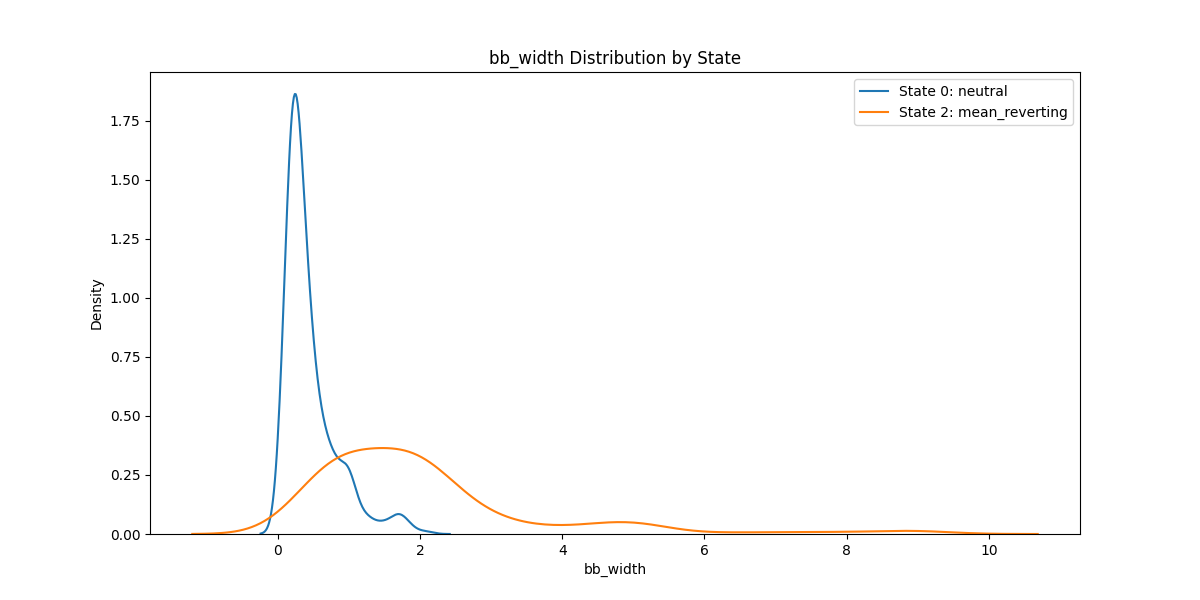 bb_width Distribution by State
State 0: neutral
State 2: mean_reverting
1.75
1.50
1.25
1.00
0.75
0.50
0.25
0.00
Density
0 2 4 6 8 10
bb_width